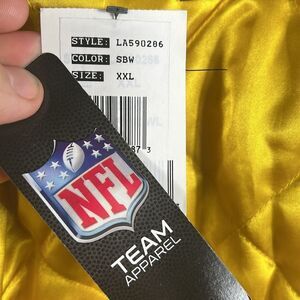 STYLE: LA590286
COLOR: SBW
SIZE: XXL
NFL
TEAM
APPAREL